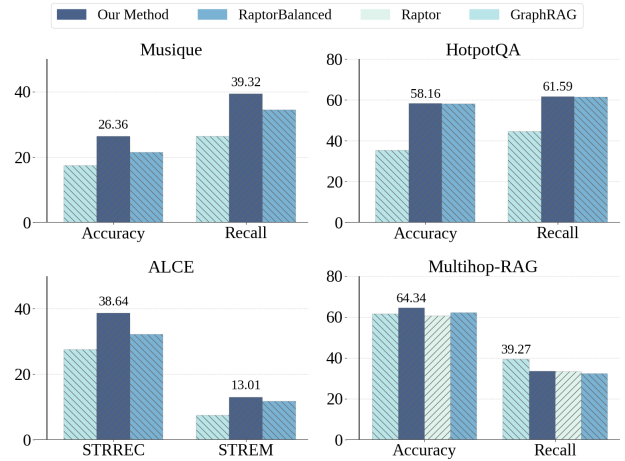 Our Method RaptorBalanced Raptor GraphRAG
Musique
40
20
0
26.36
39.32
Accuracy Recall
HotpotQA
80
60
40
20
0
58.16
61.59
Accuracy Recall
ALCE
40
20
0
38.64
13.01
STRREC STREM
Multihop-RAG
80
60
40
20
0
64.34
39.27
Accuracy Recall